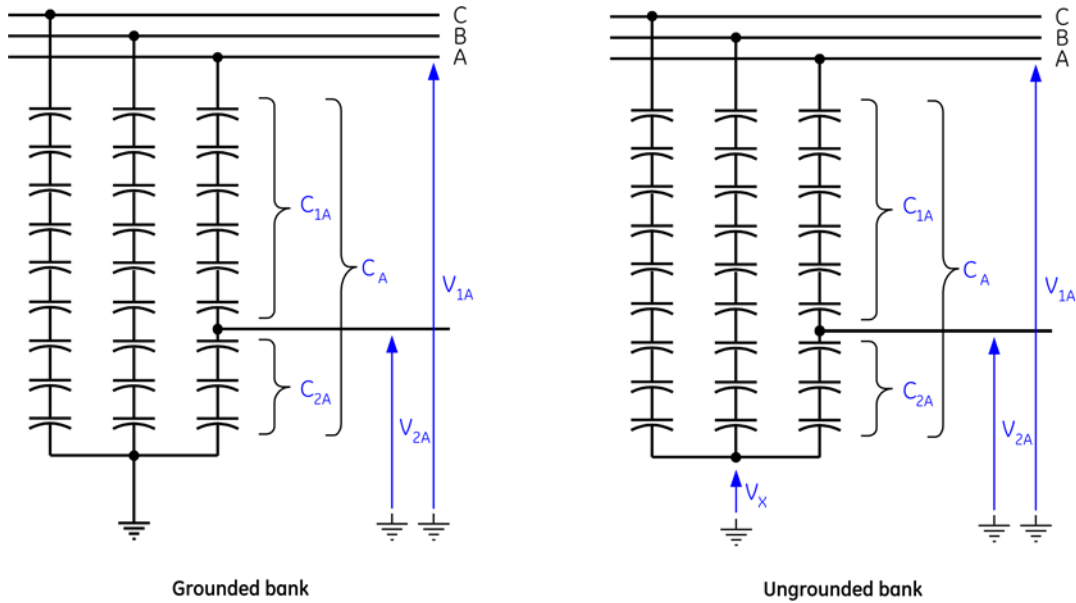 C
B
A
C1A
CA
V1A
C2A
V2A
Grounded bank
C
B
A
C1A
CA
V1A
C2A
V2A
VX
Ungrounded bank